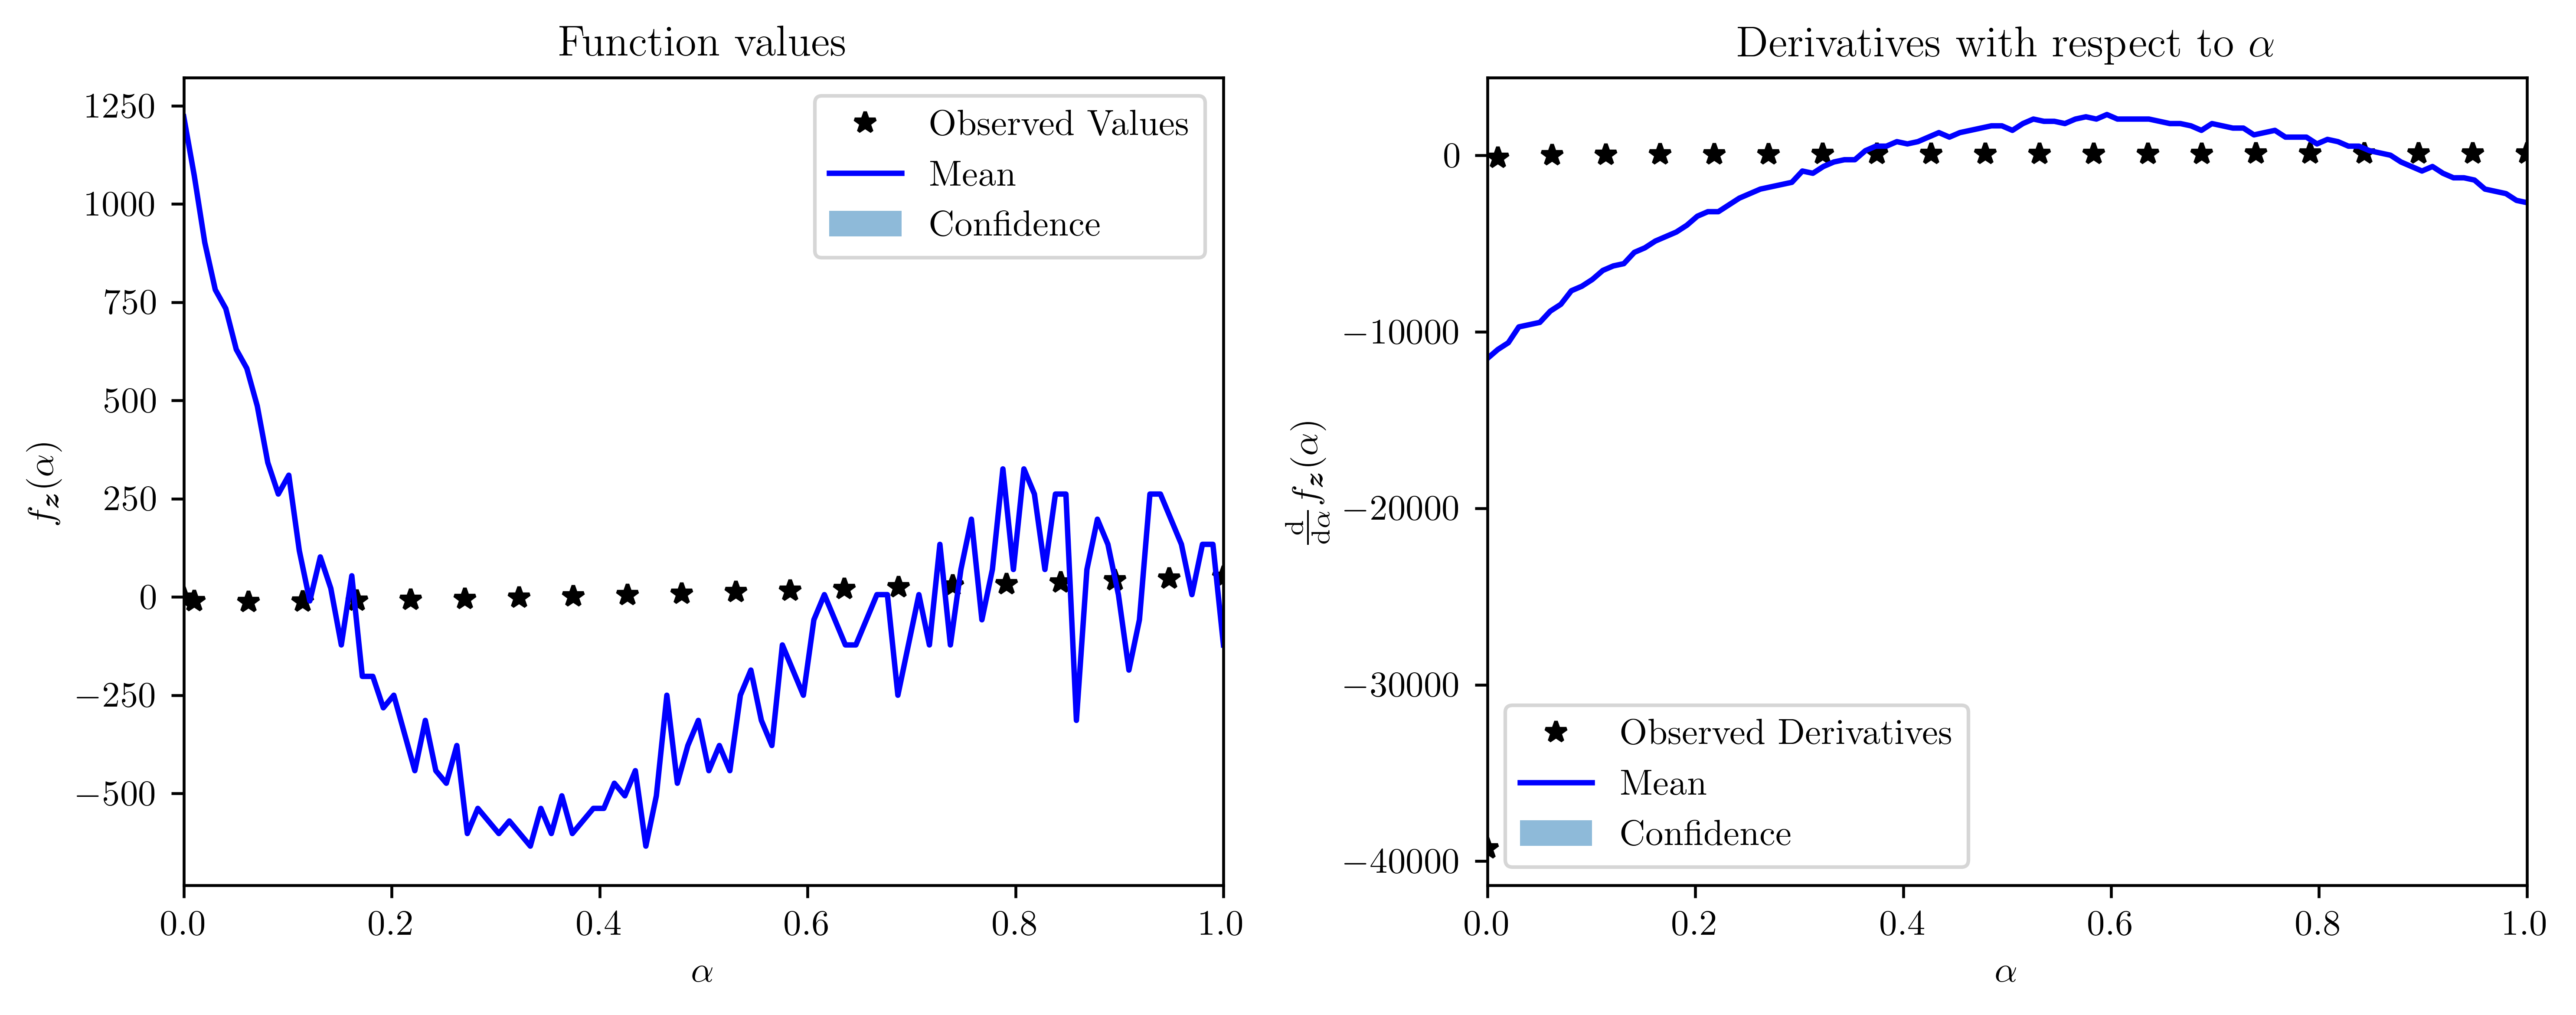 Function values
1250
1000
750
500
250
0
−250
−500
f_z(α)
0.0 0.2 0.4 0.6 0.8 1.0
α
Observed Values
Mean
Confidence
Derivatives with respect to α
0
−10000
−20000
−30000
−40000
d/dα f_z(α)
0.0 0.2 0.4 0.6 0.8 1.0
α
Observed Derivatives
Mean
Confidence